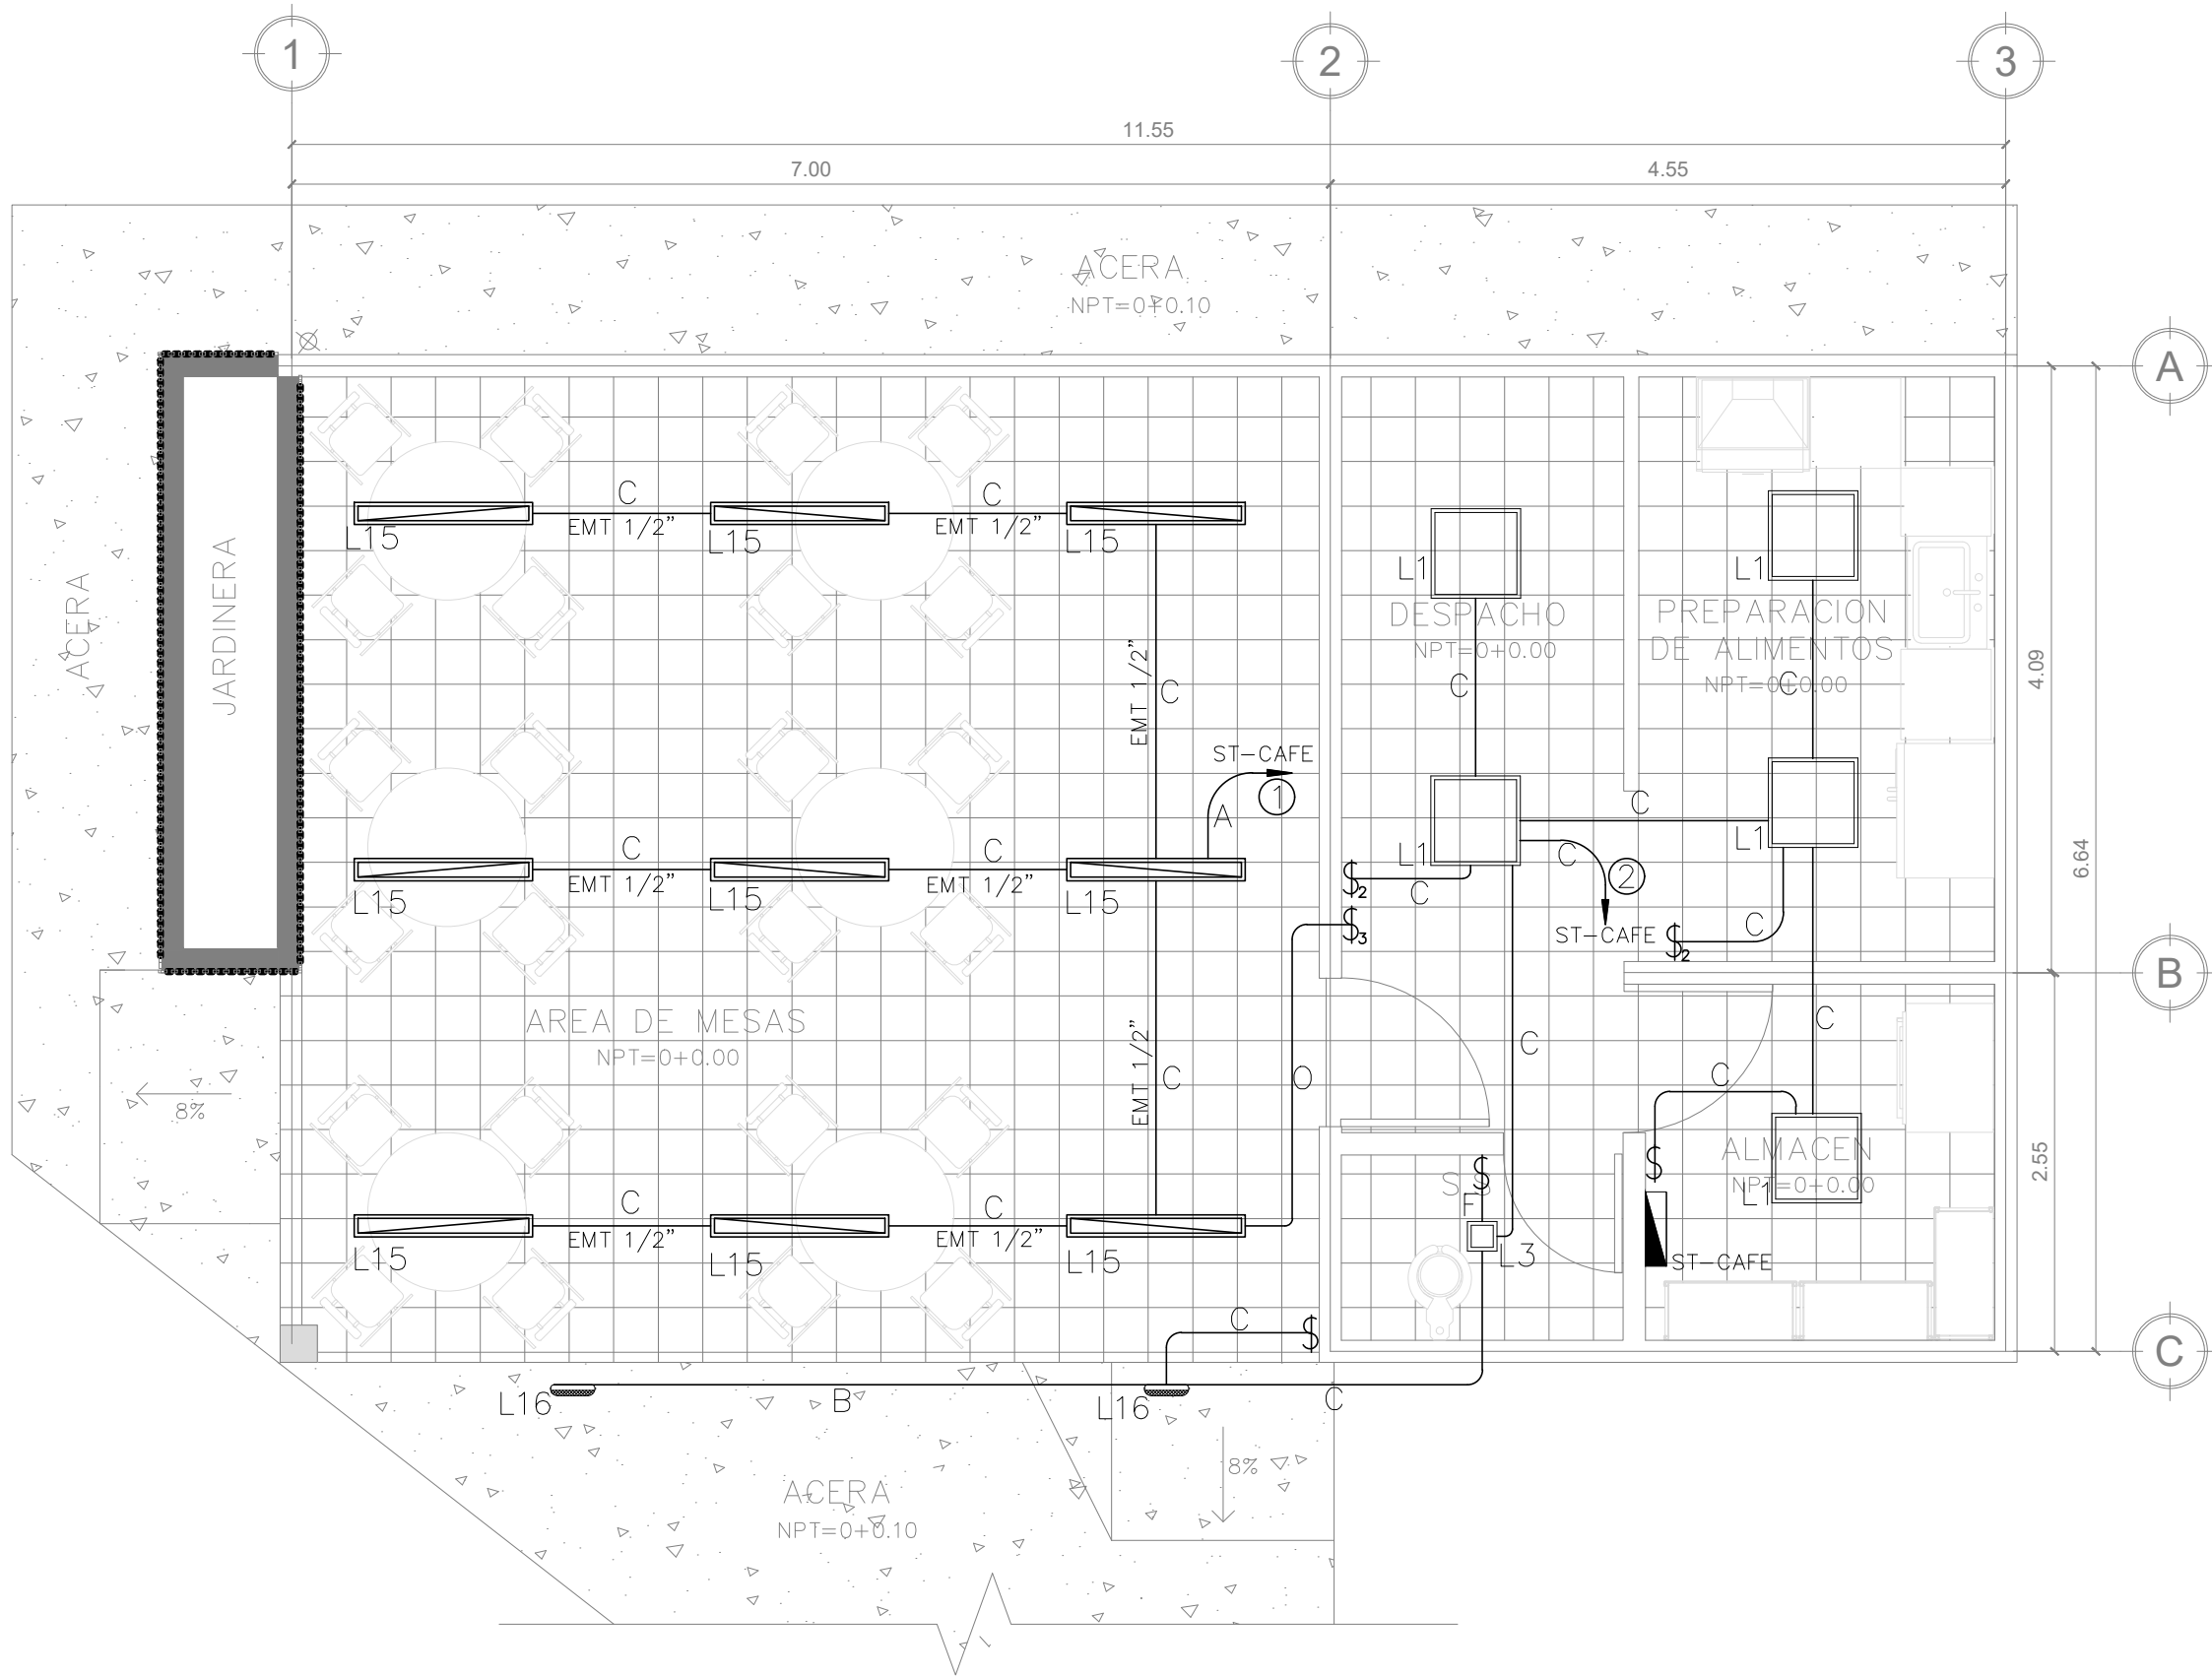 1
2
3
11.55
7.00
4.55
ACERA
NPT=0+0.10
A
C
EMT 1/2"
C
EMT 1/2"
L15
L15
L15
L1
L1
ACERA
JARDINERA
DESPACHO
NPT=0+0.00
PREPARACION
DE ALIMENTOS
NPT=0+0.00
EMT 1/2"
C
C
C
4.09
ST-CAFE
1
A
C
L1
L1
6.64
C
EMT 1/2"
C
EMT 1/2"
L15
L15
L15
C
2
$2
C
$3
ST-CAFE
$2
C
B
AREA DE MESAS
NPT=0+0.00
EMT 1/2"
C
O
C
C
C
8%
2.55
ALMACEN
NPT=0+0.00
L1
$
$
S.S
F
L3
ST-CAFE
C
EMT 1/2"
C
EMT 1/2"
L15
L15
L15
C
$
C
L16
B
L16
C
8%
ACERA
NPT=0+0.10